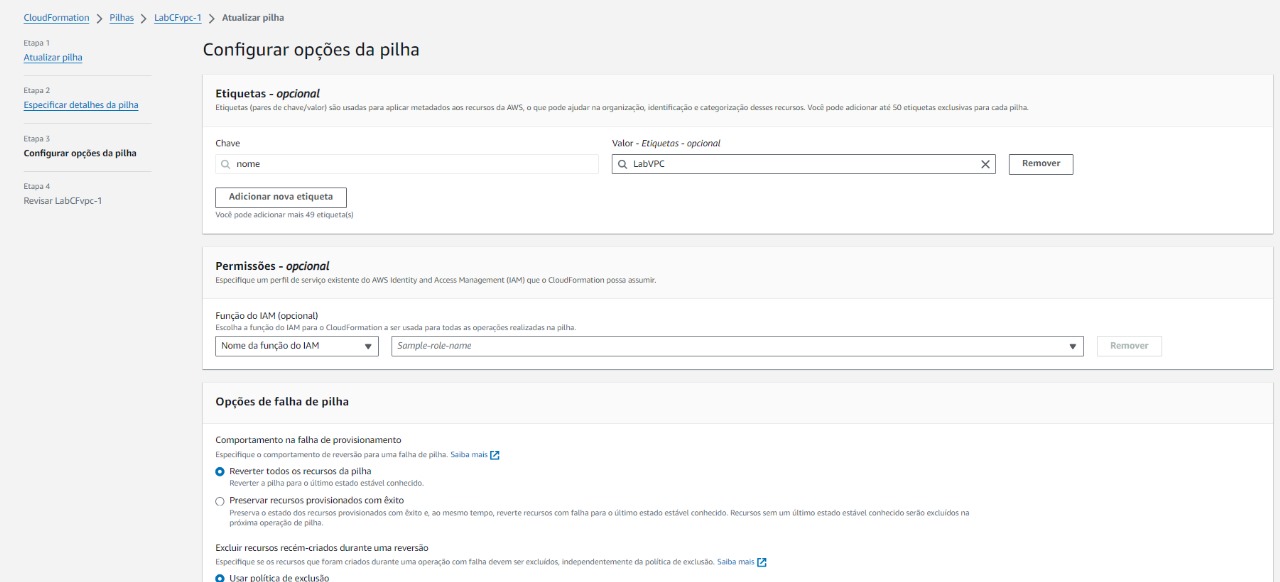 CloudFormation > Pilhas > LabCFvpc-1 > Atualizar pilha
Etapa 1
Atualizar pilha
Etapa 2
Especificar detalhes da pilha
Etapa 3
Configurar opções da pilha
Etapa 4
Revisar LabCFvpc-1
Configurar opções da pilha
Etiquetas - opcional
Etiquetas (pares de chave/valor) são usadas para aplicar metadados aos recursos da AWS, o que pode ajudar na organização, identificação e categorização desses recursos. Você pode adicionar até 50 etiquetas exclusivas para cada pilha.
Chave
Valor - Etiquetas - opcional
nome
LabVPC
Remover
Adicionar nova etiqueta
Você pode adicionar mais 49 etiqueta(s)
Permissões - opcional
Especifique um perfil de serviço existente do AWS Identity and Access Management (IAM) que o CloudFormation possa assumir.
Função do IAM (opcional)
Escolha a função do IAM para o CloudFormation a ser usada para todas as operações realizadas na pilha.
Nome da função do IAM
Sample-role-name
Remover
Opções de falha de pilha
Comportamento na falha de provisionamento
Especifique o comportamento de reversão para uma falha de pilha. Saiba mais
Reverter todos os recursos da pilha
Reverter a pilha para o último estado estável conhecido.
Preservar recursos provisionados com êxito
Preserva o estado dos recursos provisionados com êxito e, ao mesmo tempo, reverte recursos com falha para o último estado estável conhecido. Recursos sem um último estado estável conhecido serão excluídos na
próxima operação de pilha.
Excluir recursos recém-criados durante uma reversão
Especifique se os recursos que foram criados durante uma operação com falha devem ser excluídos, independentemente da política de exclusão. Saiba mais
Usar política de exclusão